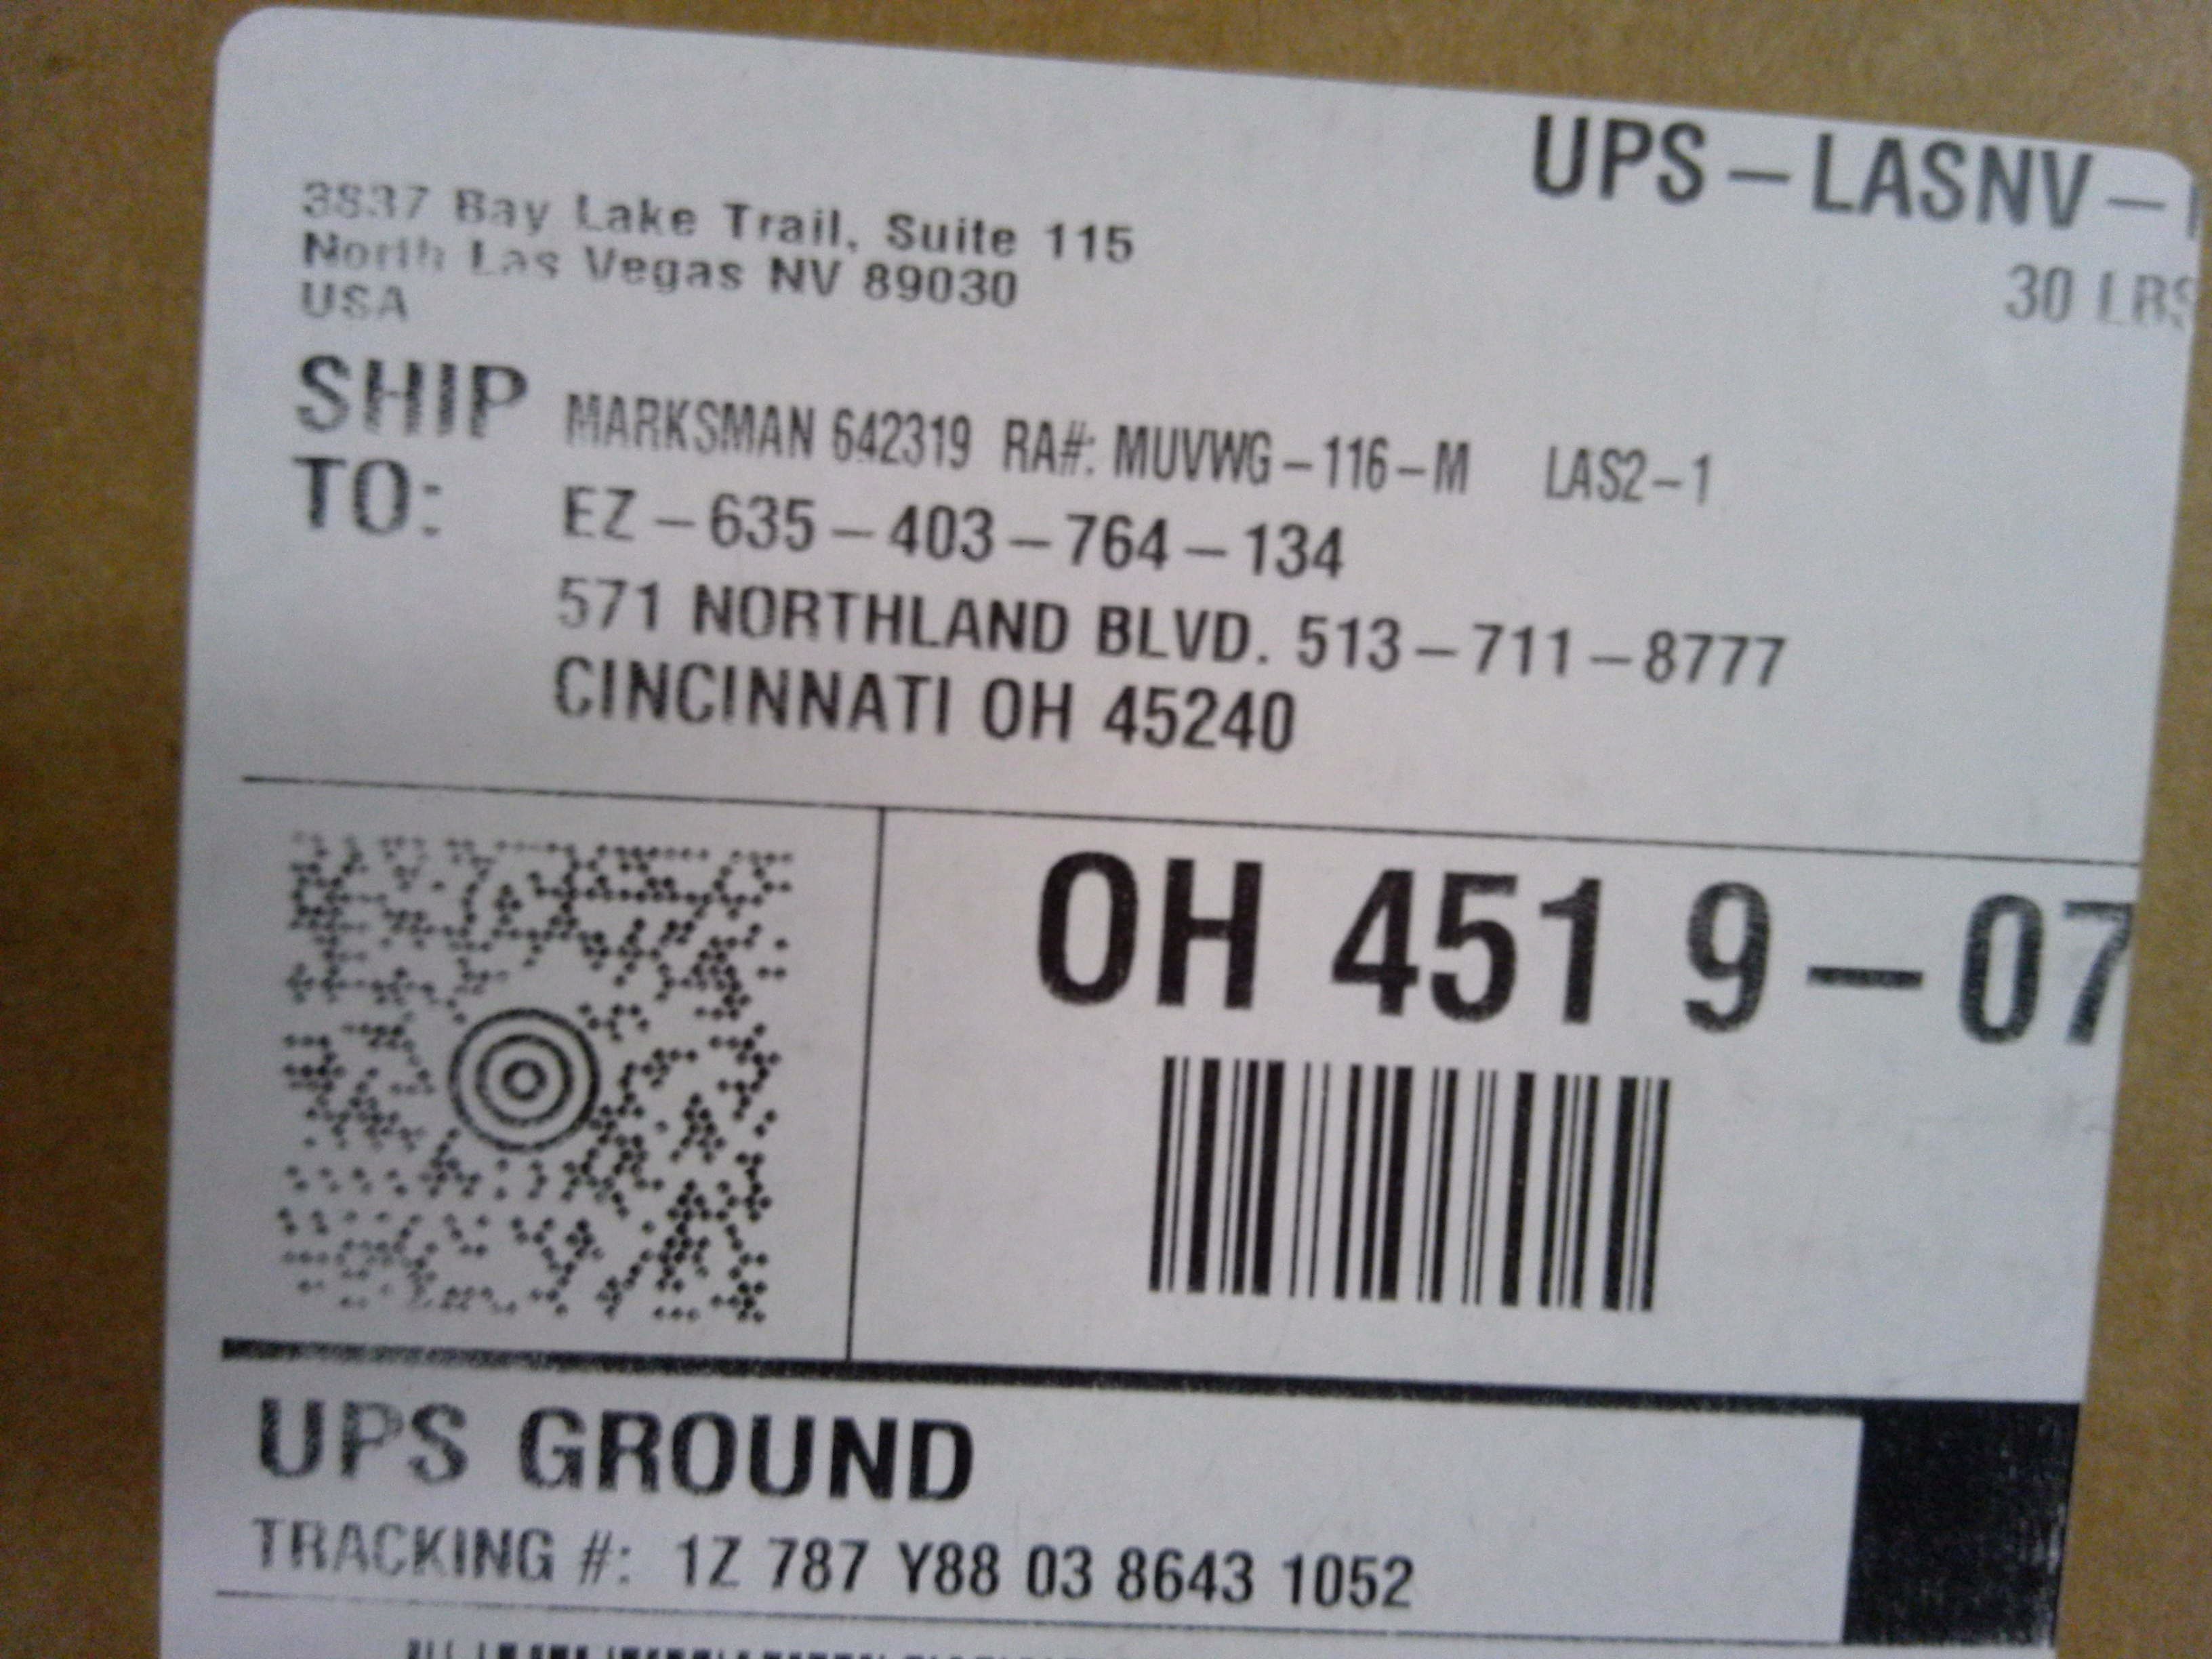 UPS – LASNV –
30 LBS
3837 Bay Lake Trail, Suite 115
North Las Vegas NV 89030
USA
SHIP TO:
MARKSMAN 642319 RA#: MUVWG – 116 – M LAS2 – 1
EZ – 635 – 403 – 764 – 134
571 NORTHLAND BLVD. 513 – 711 – 8777
CINCINNATI OH 45240
OH 451 9 – 07
UPS GROUND
TRACKING #: 1Z 787 Y88 03 8643 1052